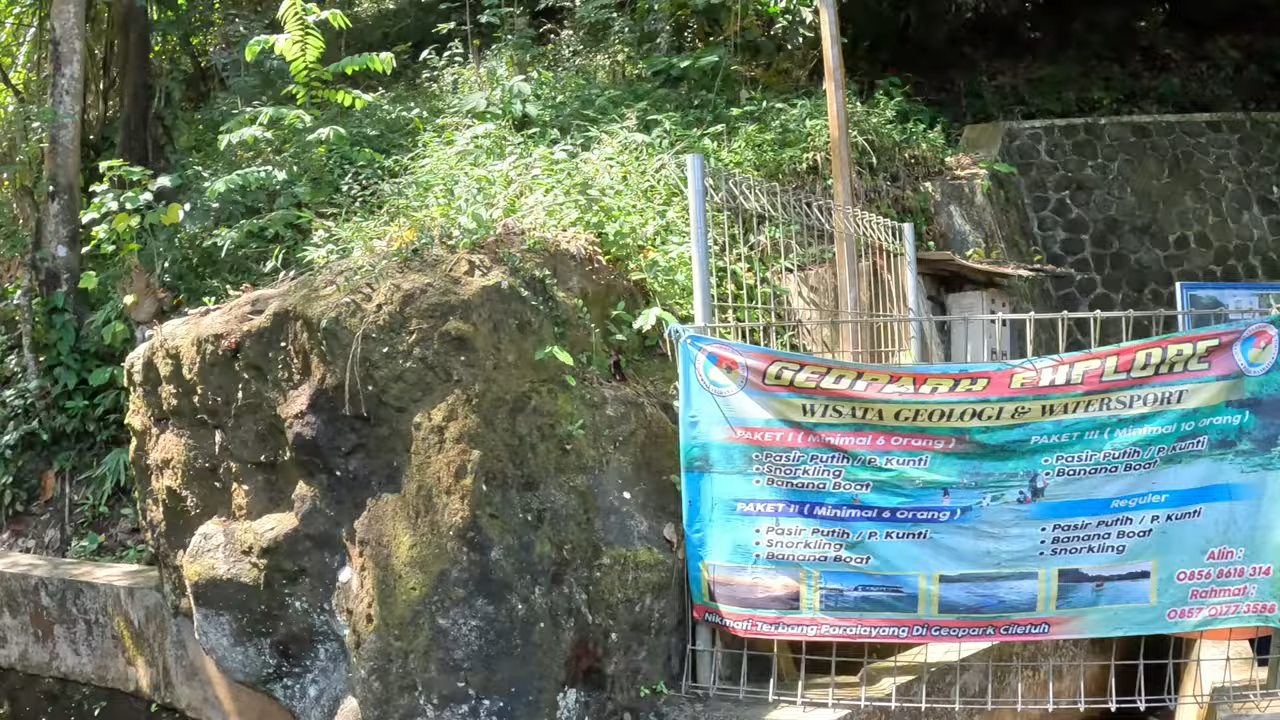 GEOPARK EXPLORE
WISATA GEOLOGI & WATERSPORT
PAKET I ( Minimal 6 Orang )
• Pasir Putih / P. Kunti
• Snorkling
• Banana Boat
PAKET II ( Minimal 6 Orang )
• Pasir Putih / P. Kunti
• Snorkling
• Banana Boat
PAKET III ( Minimal 10 orang )
• Pasir Putih / P. Kunti
• Banana Boat
Reguler
• Pasir Putih / P. Kunti
• Banana Boat
• Snorkling
Alin :
0856 8618 314
Rahmat :
0857 0177 3586
Nikmati Terbang Paralayang Di Geopark Ciletuh